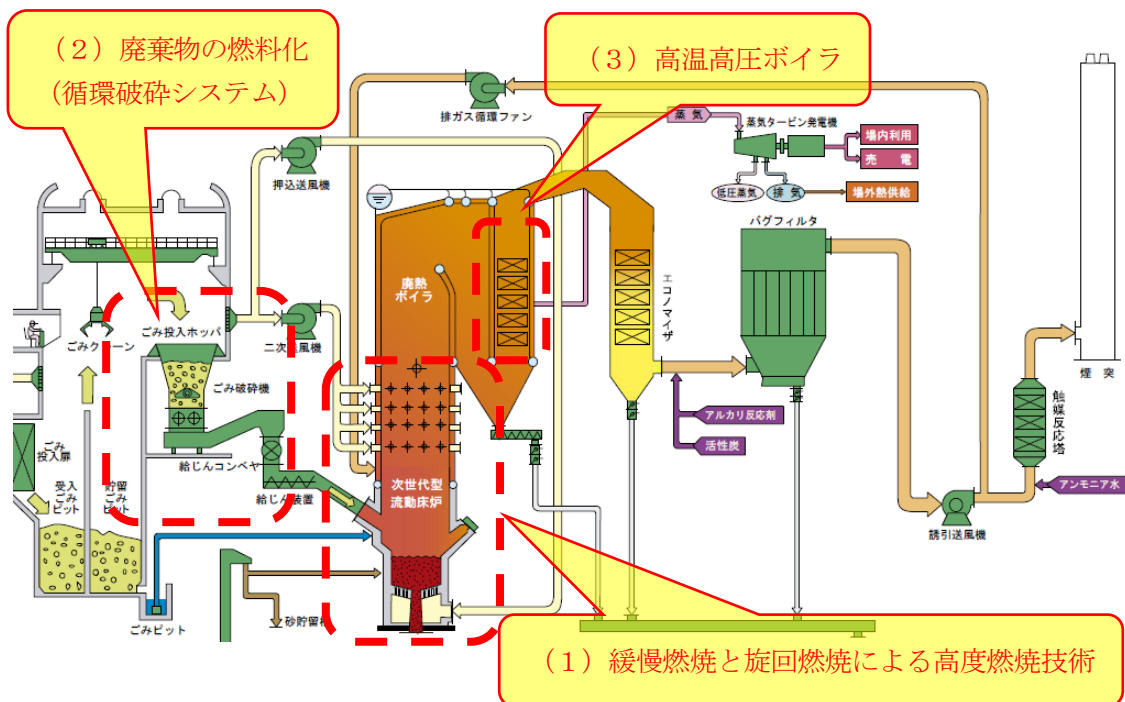 （２）廃棄物の燃料化
（循環破砕システム）
（３）高温高圧ボイラ
排ガス循環ファン
蒸気
蒸気タービン発電機
場内利用
売　電
低圧蒸気
排気
場外熱供給
押込送風機
バグフィルタ
廃熱
ボイラ
エコノマイザ
ごみ投入ホッパ
ごみクレーン
二次送風機
ごみ破砕機
煙突
アルカリ反応剤
活性炭
触媒反応塔
ごみ
投入扉
給じんコンベヤ
受入
ごみ
ピット
貯留
ごみ
ピット
給じん装置
次世代型
流動床炉
アンモニア水
誘引送風機
ごみピット
砂貯留
（１）緩慢燃焼と旋回燃焼による高度燃焼技術